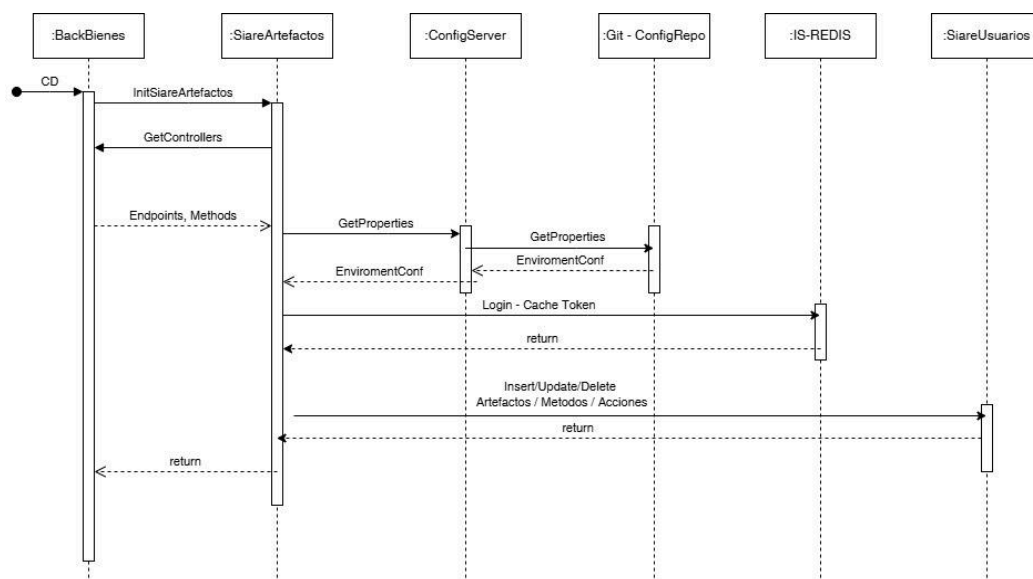 :BackBienes
:SiareArtefactos
:ConfigServer
:Git - ConfigRepo
:IS-REDIS
:SiareUsuarios
CD
InitSiareArtefactos
GetControllers
Endpoints, Methods
GetProperties
GetProperties
EnviromentConf
EnviromentConf
Login - Cache Token
return
Insert/Update/Delete
Artefactos / Metodos / Acciones
return
return